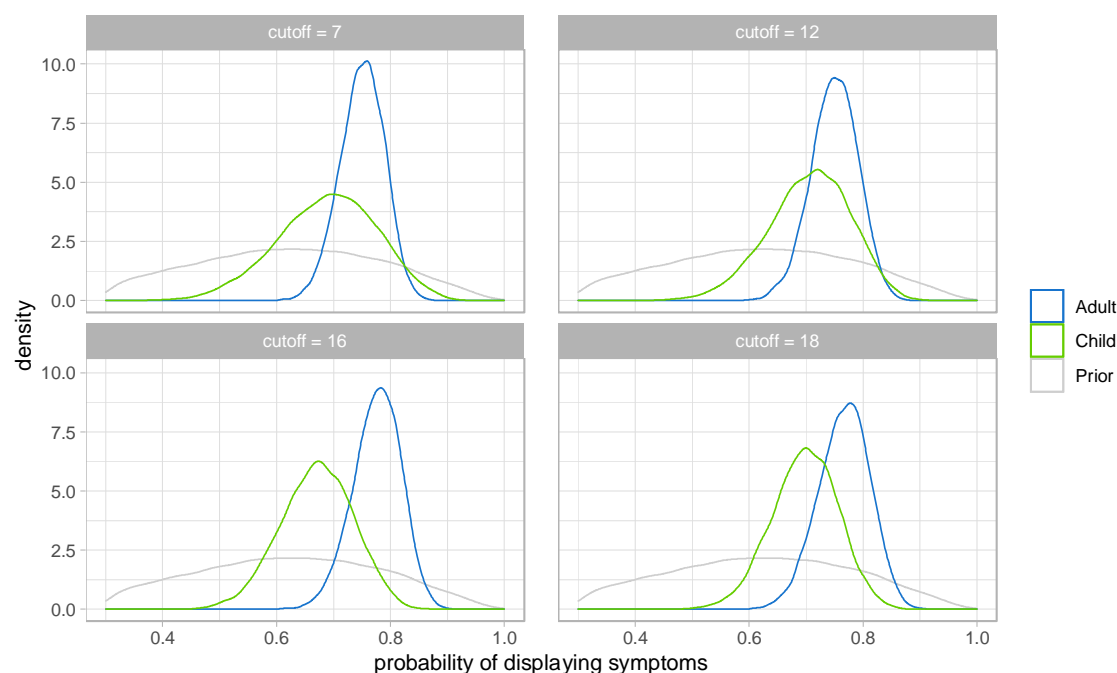 cutoff = 7
cutoff = 12
10.0
7.5
5.0
2.5
0.0
density
cutoff = 16
cutoff = 18
10.0
7.5
5.0
2.5
0.0
0.4 0.6 0.8 1.0
0.4 0.6 0.8 1.0
probability of displaying symptoms
Adult
Child
Prior